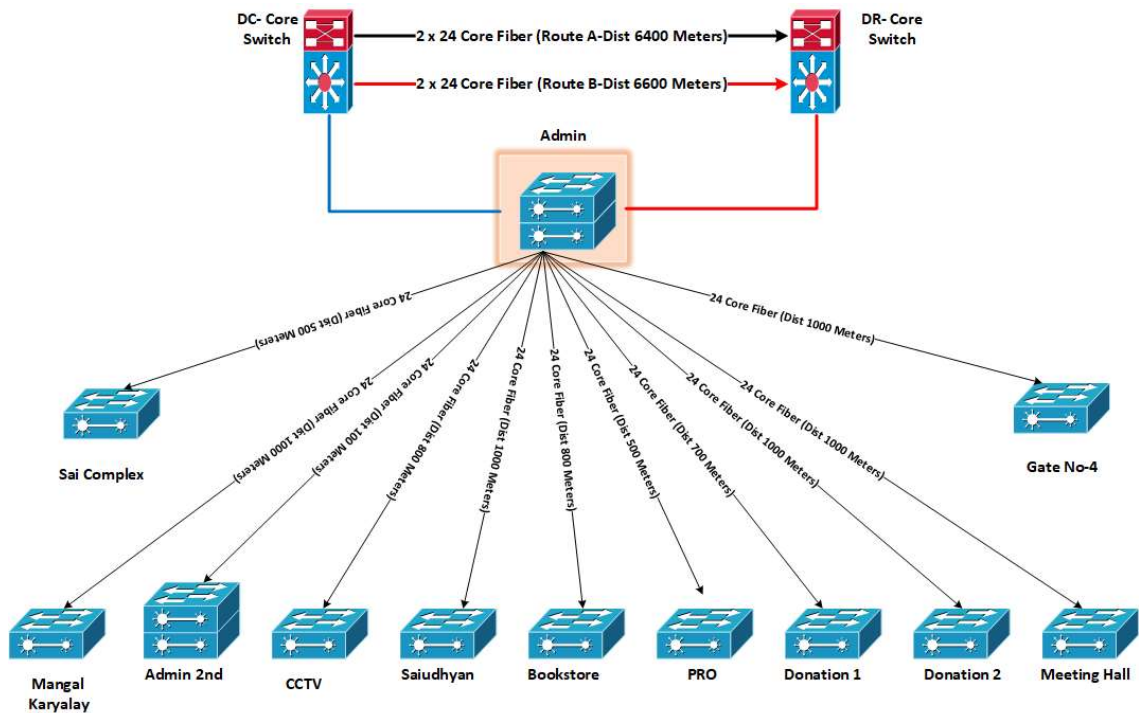 DC- Core
Switch
DR- Core
Switch
2 x 24 Core Fiber (Route A-Dist 6400 Meters)
2 x 24 Core Fiber (Route B-Dist 6600 Meters)
Admin
24 Core Fiber (Dist 500 Meters)
24 Core Fiber (Dist 1000 Meters)
24 Core Fiber (Dist 100 Meters)
24 Core Fiber (Dist 800 Meters)
24 Core Fiber (Dist 1000 Meters)
24 Core Fiber (Dist 800 Meters)
24 Core Fiber (Dist 500 Meters)
24 Core Fiber (Dist 700 Meters)
24 Core Fiber (Dist 1000 Meters)
24 Core Fiber (Dist 1000 Meters)
24 Core Fiber (Dist 1000 Meters)
Sai Complex
Gate No-4
Mangal
Karyalay
Admin 2nd
CCTV
Saiudhyan
Bookstore
PRO
Donation 1
Donation 2
Meeting Hall